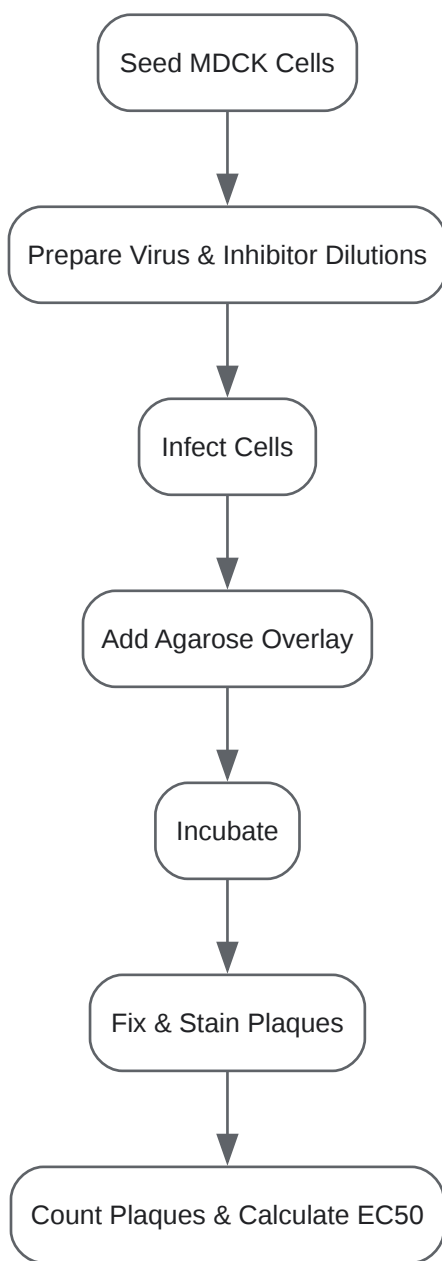 Seed MDCK Cells
Prepare Virus & Inhibitor Dilutions
Infect Cells
Add Agarose Overlay
Incubate
Fix & Stain Plaques
Count Plaques & Calculate EC50